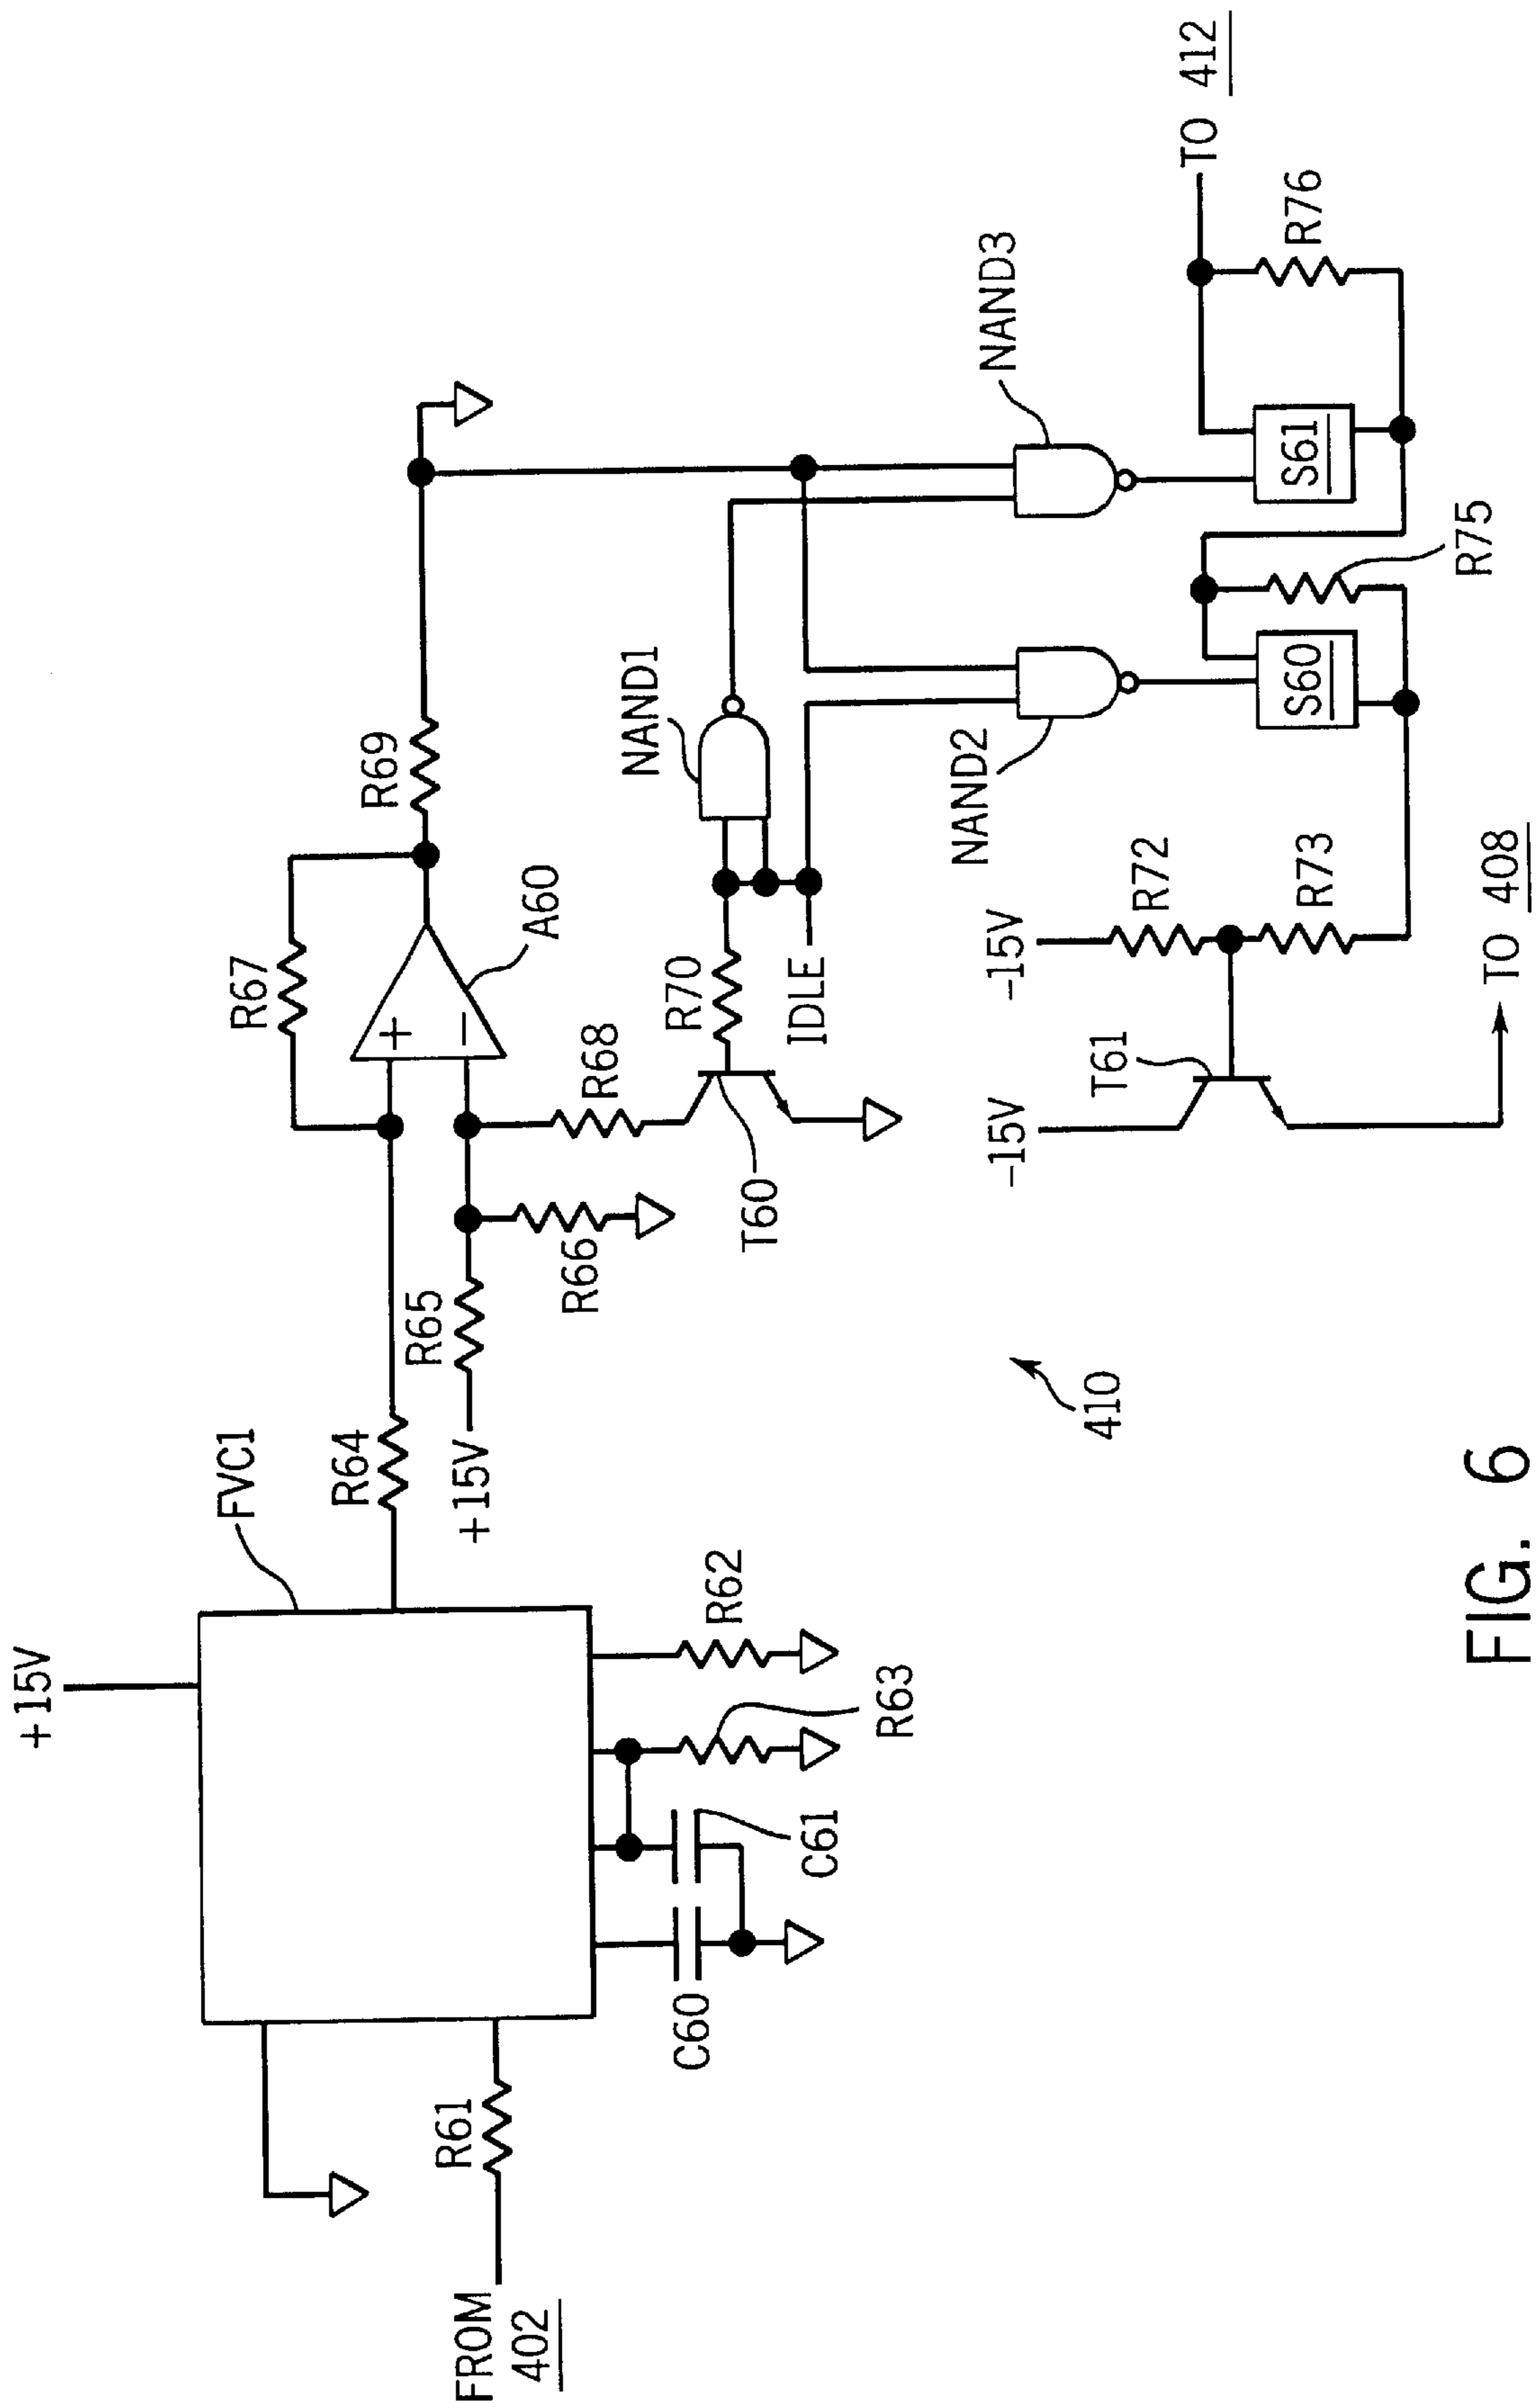 +15V
FVC1
FROM
402
R61
C60
C61
R63
R62
R64
+15V
R65
R66
R67
A60
R68
T60
R69
R70
IDLE
NAND1
NAND2
NAND3
-15V
T61
-15V
R72
R73
TO 408
S60
R75
S61
R76
TO 412
410
FIG. 6